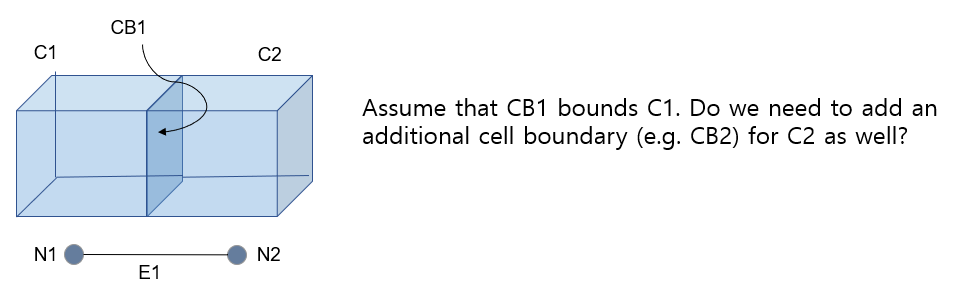 CB1
C1
C2
Assume that CB1 bounds C1. Do we need to add an
additional cell boundary (e.g. CB2) for C2 as well?
N1
N2
E1